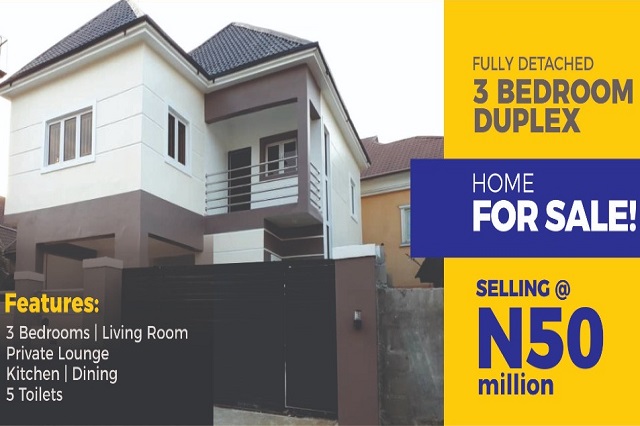 FULLY DETACHED
3 BEDROOM
DUPLEX
HOME
FOR SALE!
SELLING @
N50
million
Features:
3 Bedrooms | Living Room
Private Lounge
Kitchen | Dining
5 Toilets